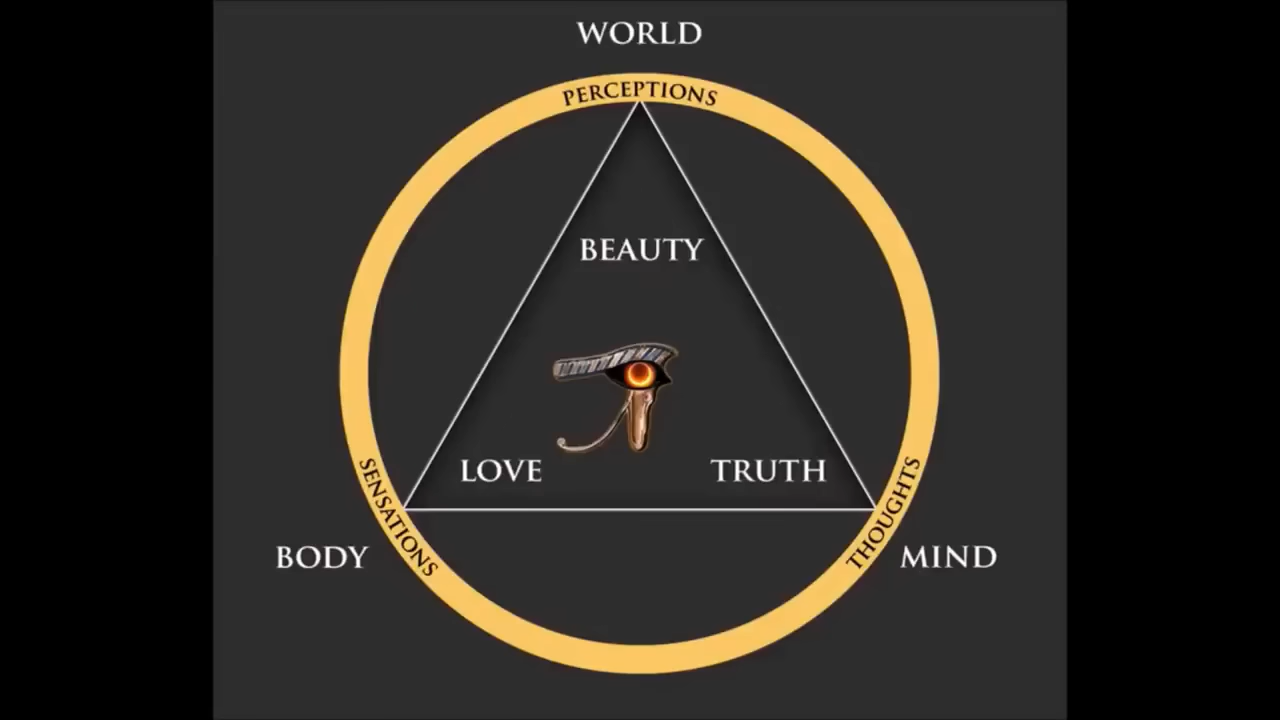 WORLD
PERCEPTIONS
BEAUTY
LOVE
TRUTH
SENSATIONS
THOUGHTS
BODY
MIND